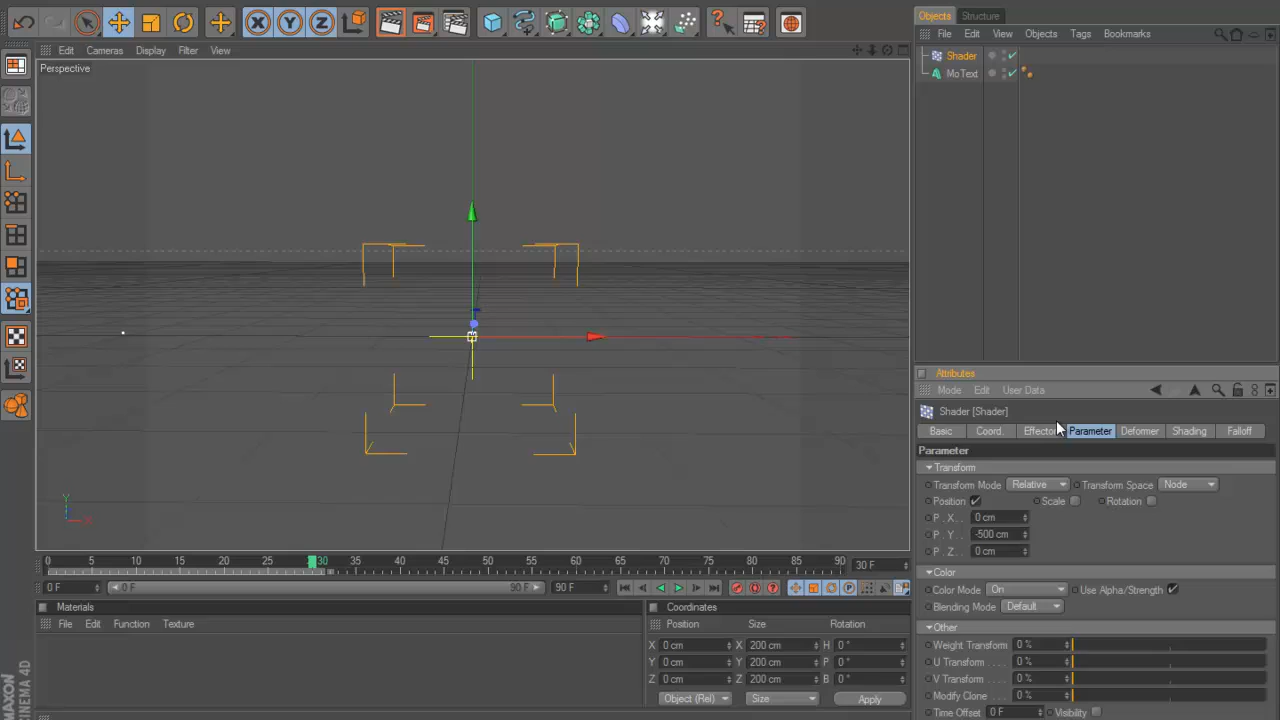 Edit Cameras Display Filter View
Perspective
Y
X
0 5 10 15 20 25 30 35 40 45 50 55 60 65 70 75 80 85 90
30 F
0 F
0 F
90 F
90 F
Materials
File Edit Function Texture
MAXON
CINEMA 4D
Coordinates
Position Size Rotation
X 0 cm X 200 cm H 0 °
Y 0 cm Y 200 cm P 0 °
Z 0 cm Z 200 cm B 0 °
Object (Rel) Size Apply
Objects Structure
File Edit View Objects Tags Bookmarks
Shader
MoText
Attributes
Mode Edit User Data
Shader [Shader]
Basic Coord. Effector Parameter Deformer Shading Falloff
Parameter
Transform
Transform Mode Relative Transform Space Node
Position Scale Rotation
P . X . . 0 cm
P . Y . . -500 cm
P . Z . . 0 cm
Color
Color Mode On Use Alpha/Strength
Blending Mode Default
Other
Weight Transform 0 %
U Transform . . . . 0 %
V Transform . . . . 0 %
Modify Clone . . . 0 %
Time Offset 0 F Visibility